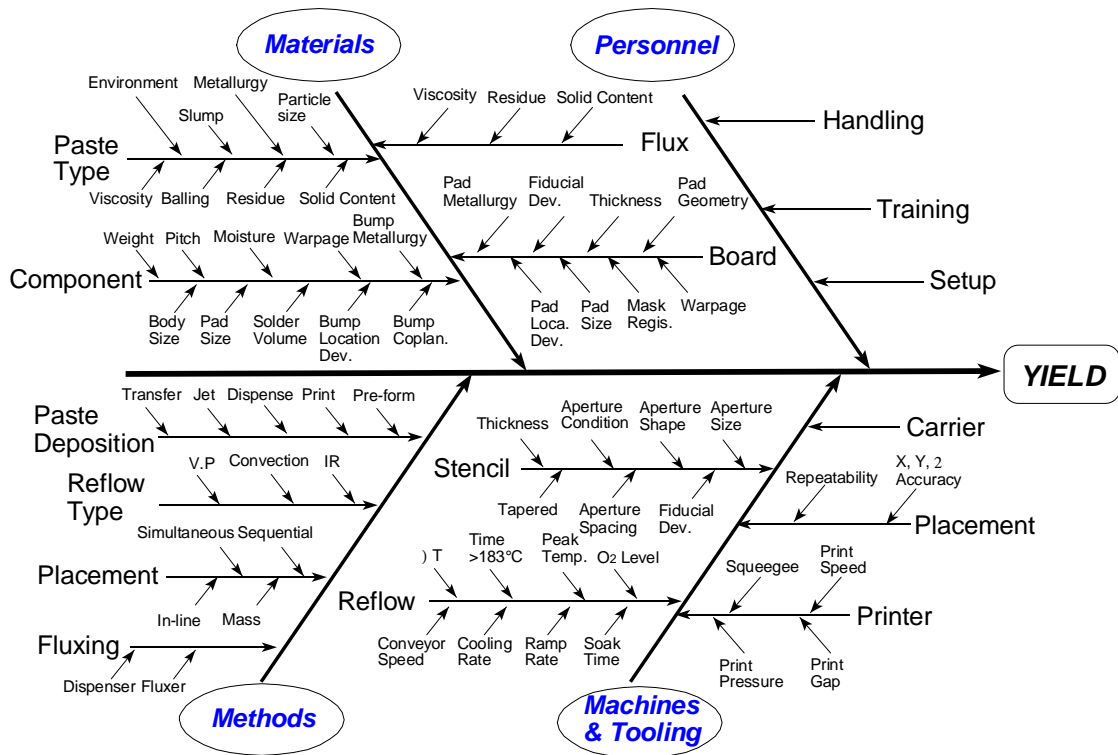 Materials
Personnel
Environment
Metallurgy
Slump
Particle
size
Paste
Type
Viscosity
Balling
Residue
Solid Content
Viscosity
Residue
Solid Content
Flux
Handling
Training
Setup
Weight
Pitch
Moisture
Warpage
Bump
Metallurgy
Component
Body
Size
Pad
Size
Solder
Volume
Bump
Location
Dev.
Bump
Coplan.
Pad
Metallurgy
Fiducial
Dev.
Thickness
Pad
Geometry
Board
Pad
Loca.
Dev.
Pad
Size
Mask
Regis.
Warpage
YIELD
Transfer
Jet
Dispense
Print
Pre-form
Paste
Deposition
V.P
Convection
IR
Reflow
Type
Simultaneous
Sequential
Placement
In-line
Mass
Fluxing
Dispenser
Fluxer
Methods
Thickness
Aperture
Condition
Aperture
Shape
Aperture
Size
Stencil
Tapered
Aperture
Spacing
Fiducial
Dev.
Carrier
Repeatability
X, Y, 2
Accuracy
Placement
) T
Time
>183°C
Peak
Temp.
O2 Level
Reflow
Conveyor
Speed
Cooling
Rate
Ramp
Rate
Soak
Time
Squeegee
Print
Speed
Printer
Print
Pressure
Print
Gap
Machines
& Tooling